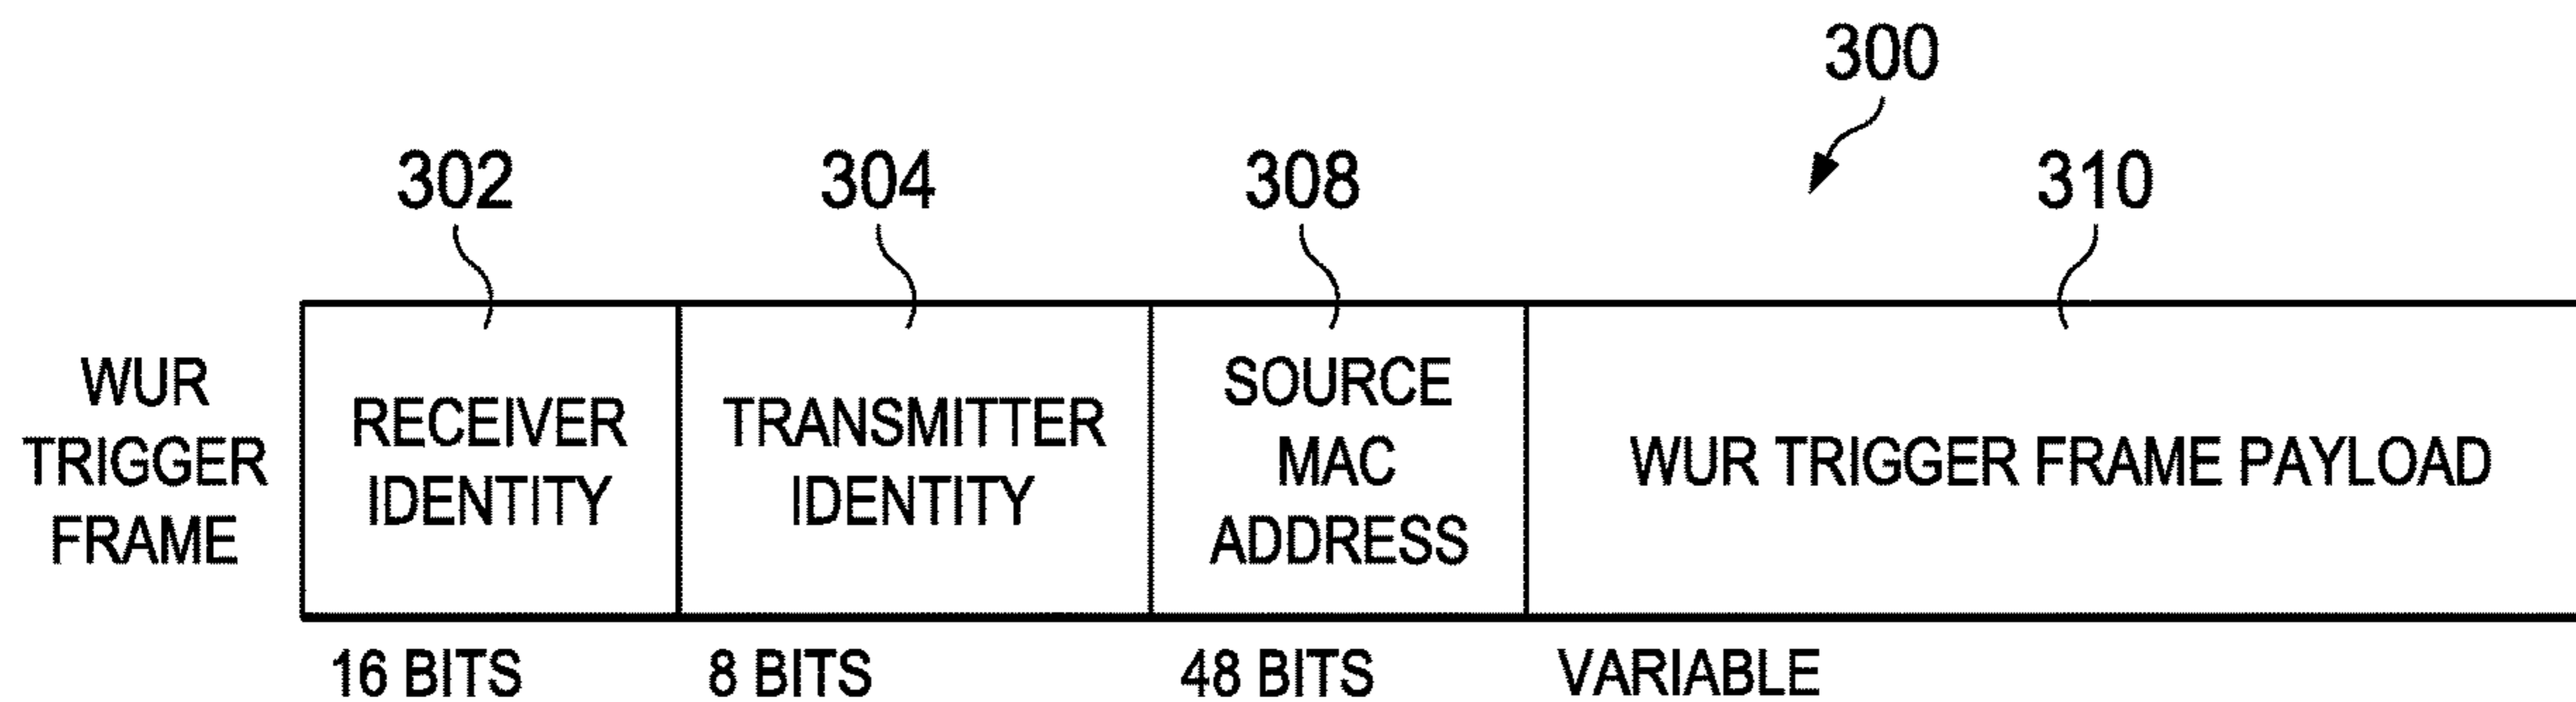 300
302
304
308
310
WUR
TRIGGER
FRAME
RECEIVER
IDENTITY
TRANSMITTER
IDENTITY
SOURCE
MAC
ADDRESS
WUR TRIGGER FRAME PAYLOAD
16 BITS
8 BITS
48 BITS
VARIABLE